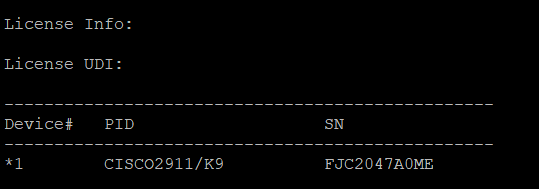 License Info:
License UDI:
-------------------------------------------------
Device#   PID                   SN
-------------------------------------------------
*1        CISCO2911/K9          FJC2047A0ME